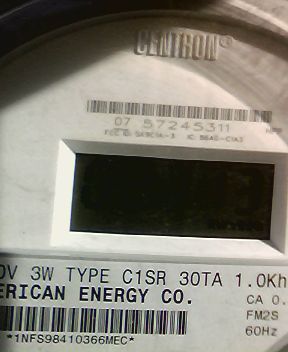 CENTRON®
07 57245311
0V 3W TYPE C1SR 30TA 1.0Kh
ERICAN ENERGY CO.
CA 0.
FM2S
60Hz
*1NFS98410366MEC*